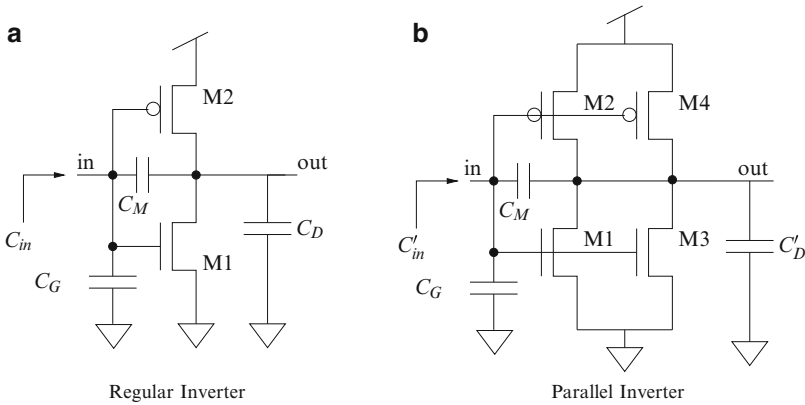 a
M2
in
out
C_M
C_in
C_D
M1
C_G
Regular Inverter
b
M2
M4
in
out
C_M
C'_in
M1
M3
C'_D
C_G
Parallel Inverter